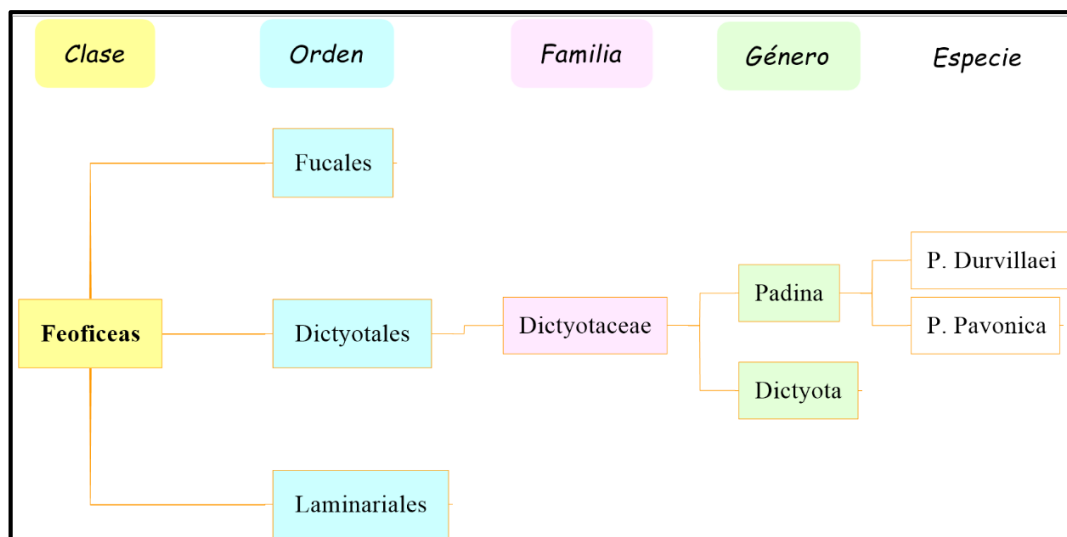 Clase Orden Familia Género Especie
Fucales
P. Durvillaei
Padina
Feoficeas Dictyotales Dictyotaceae P. Pavonica
Dictyota
Laminariales